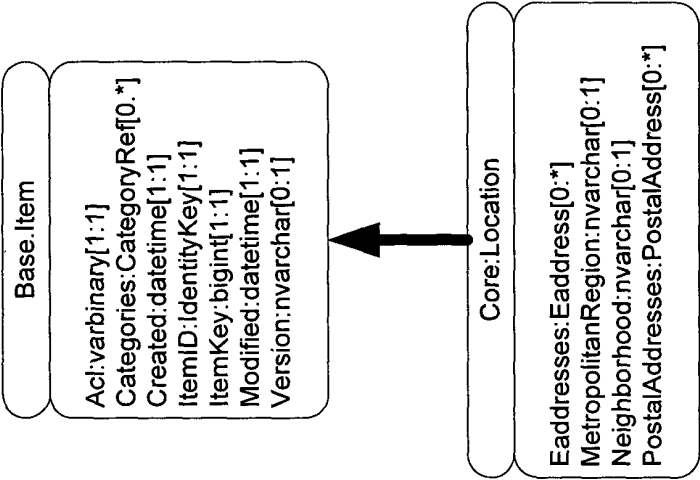 Base.Item
Acl:varbinary[1:1]
Categories:CategoryRef[0.*]
Created:datetime[1:1]
ItemID:IdentityKey[1:1]
ItemKey:bigint[1:1]
Modified:datetime[1:1]
Version:nvarchar[0:1]
Core:Location
Eaddresses:Eaddress[0:*]
MetropolitanRegion:nvarchar[0:1]
Neighborhood:nvarchar[0:1]
PostalAddresses:PostalAddress[0:*]